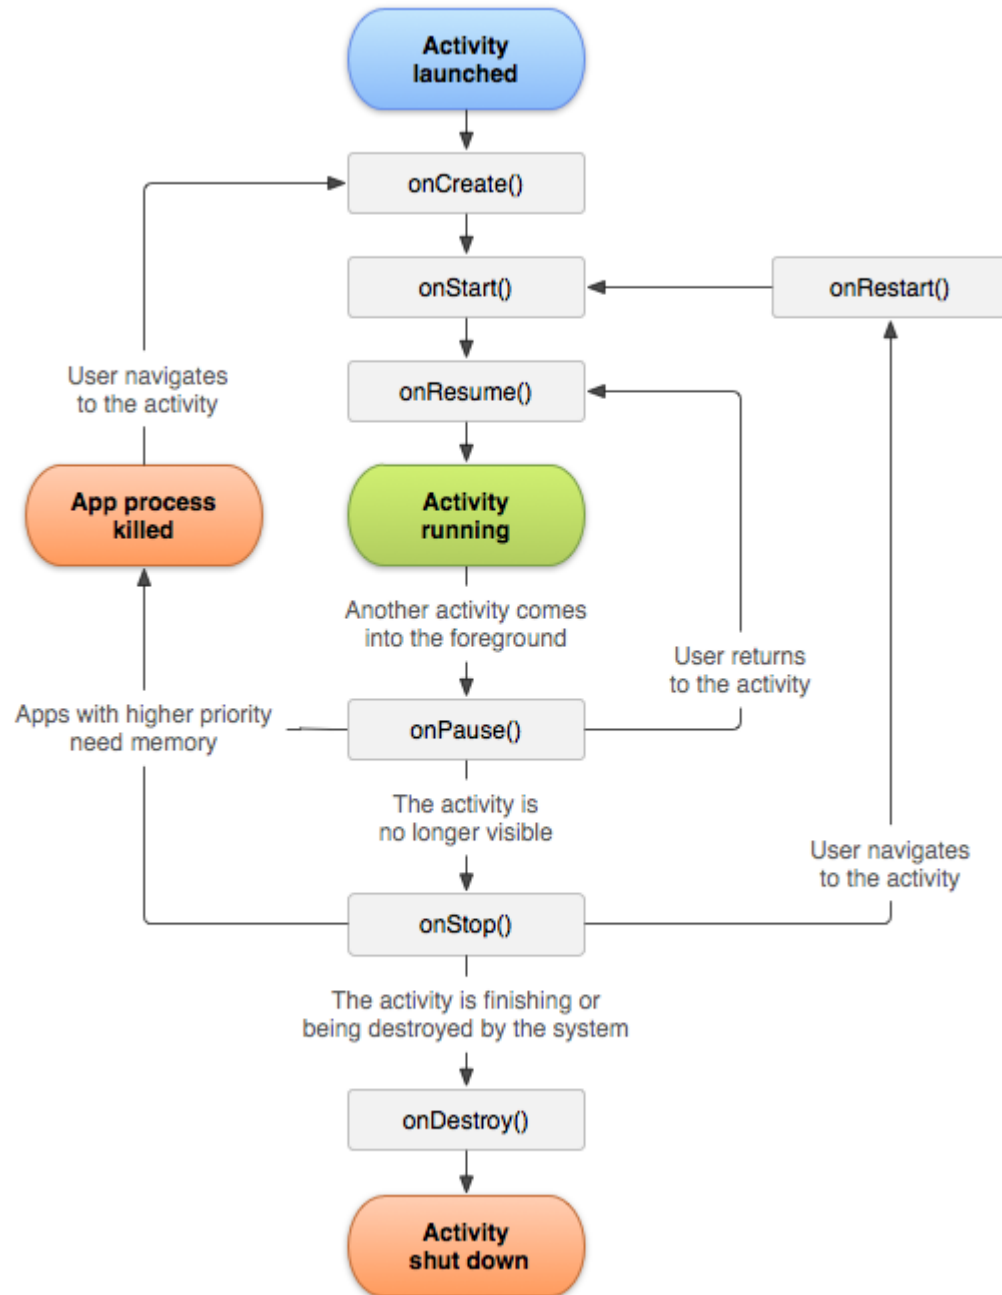 Activity
launched
onCreate()
onStart()
onRestart()
onResume()
User navigates
to the activity
App process
killed
Activity
running
Another activity comes
into the foreground
User returns
to the activity
Apps with higher priority
need memory
onPause()
The activity is
no longer visible
User navigates
to the activity
onStop()
The activity is finishing or
being destroyed by the system
onDestroy()
Activity
shut down